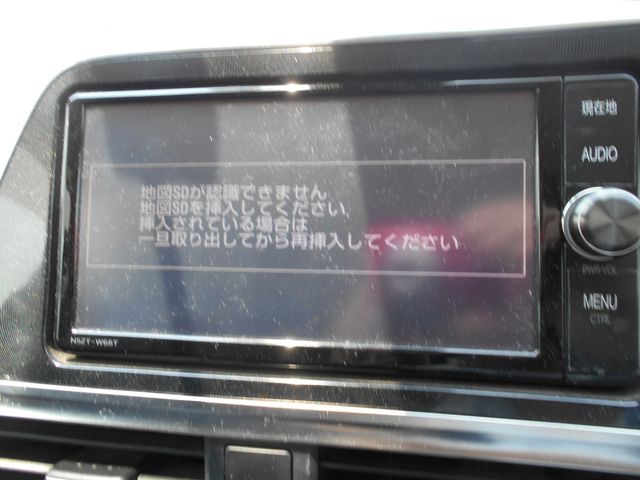 地図SDが認識できません
地図SDを挿入してください
挿入されている場合は
一旦取り出してから再挿入してください
NSZT-W66T
現在地
AUDIO
PWR・VOL
MENU
CTRL